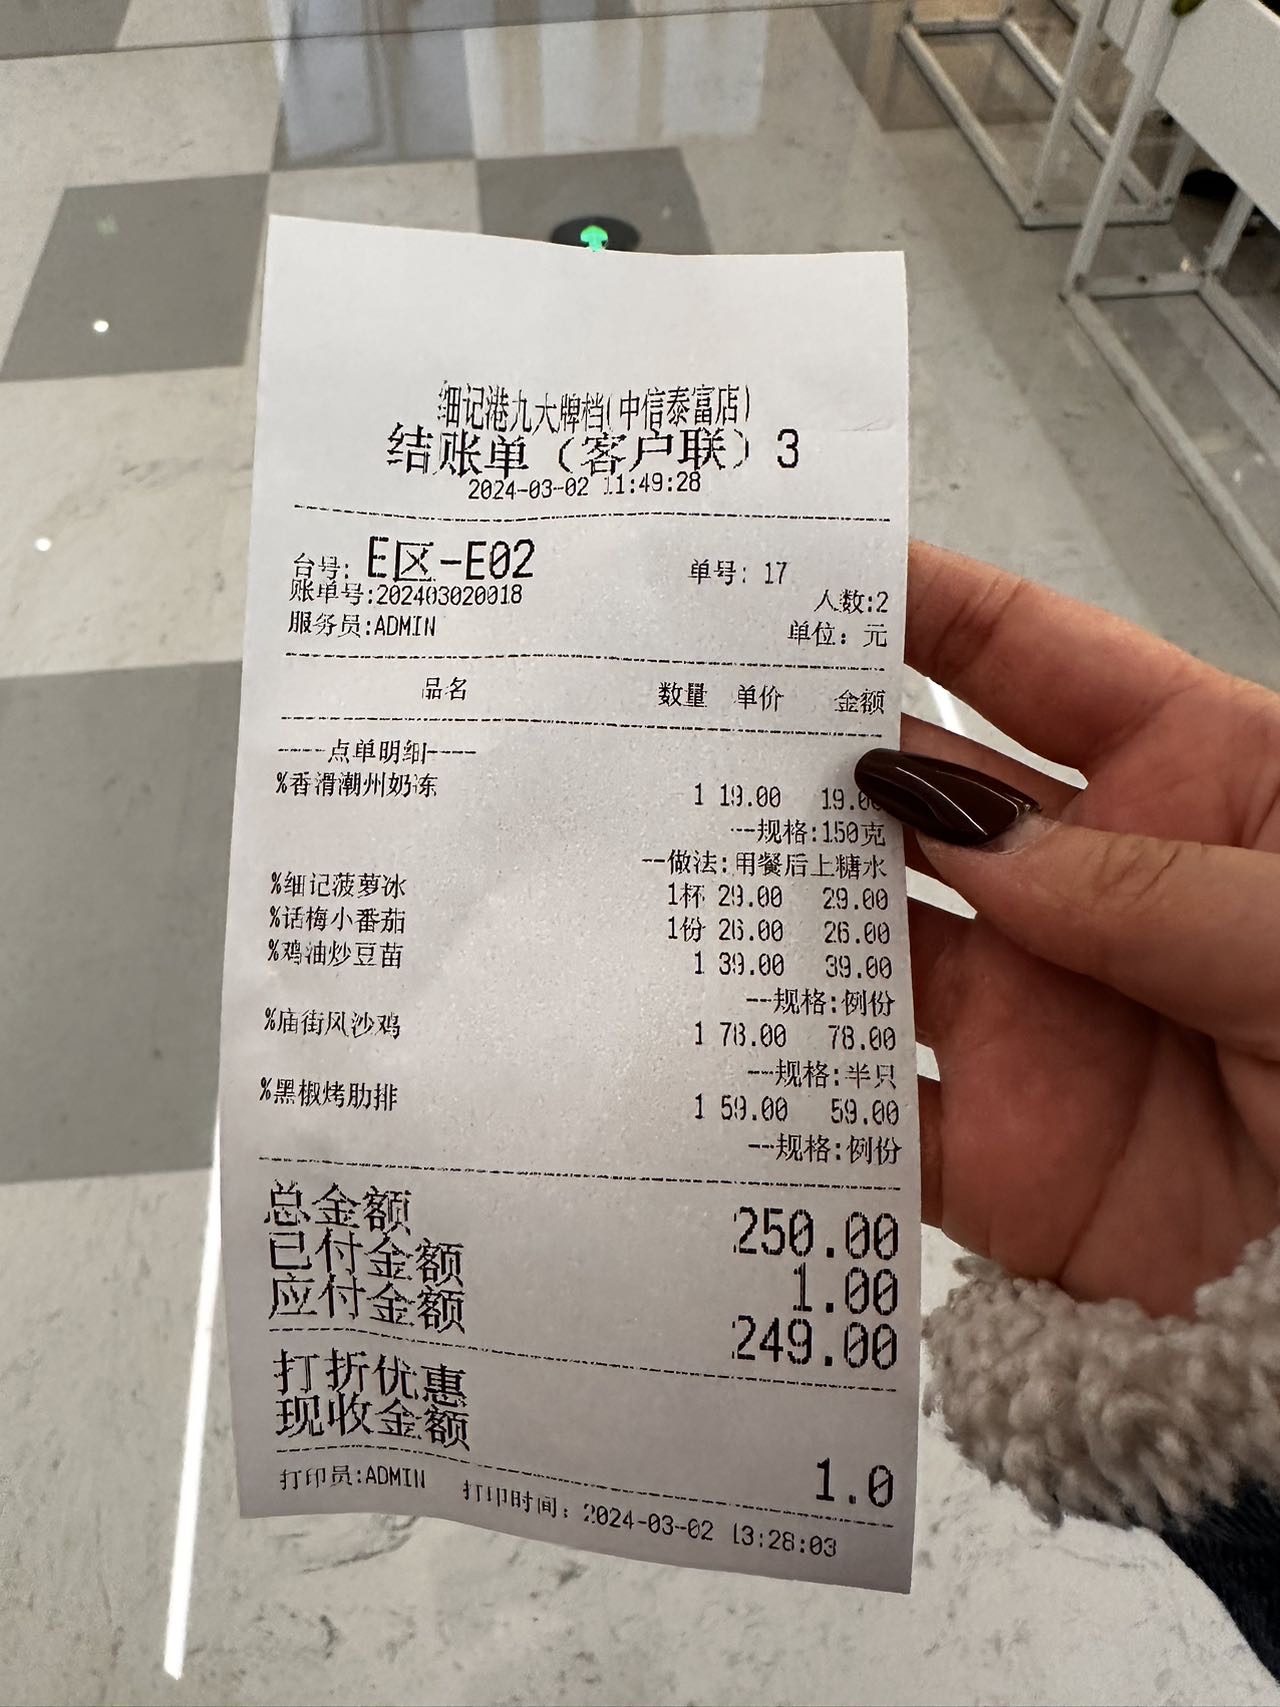 细记港九大牌档(中信泰富店)
结账单（客户联）3
2024-03-02 11:49:28
台号: E区-E02 单号: 17
账单号:202403020018 人数:2
服务员:ADMIN 单位: 元
品名 数量 单价 金额
----点单明细----
%香滑潮州奶冻 1 19.00 19.0
---规格:150克
--做法:用餐后上糖水
%细记菠萝冰 1杯 29.00 29.00
%话梅小番茄 1份 26.00 26.00
%鸡油炒豆苗 1 39.00 39.00
--规格:例份
%庙街风沙鸡 1 78.00 78.00
--规格:半只
%黑椒烤肋排 1 59.00 59.00
--规格:例份
总金额 250.00
已付金额 1.00
应付金额 249.00
打折优惠
现收金额 1.0
打印员:ADMIN 打印时间: 2024-03-02 13:28:03